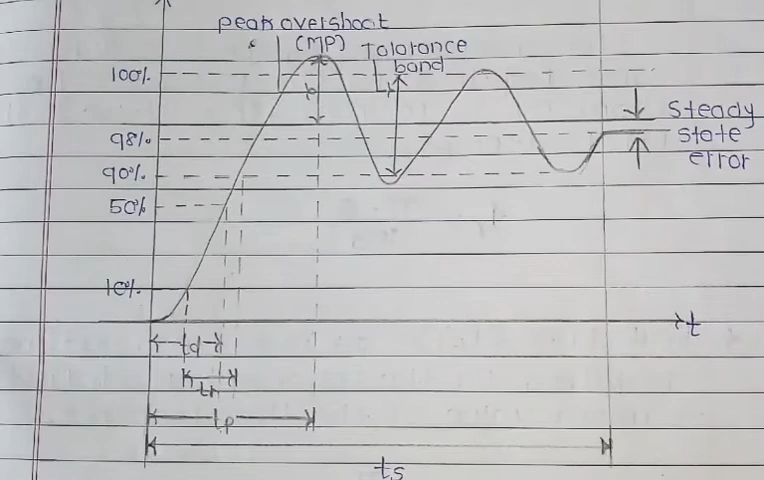 peak overshoot
(MP)
Tolorance
band
100%
98%
90%
50%
10%
Steady
state
error
t
td
tr
tp
ts